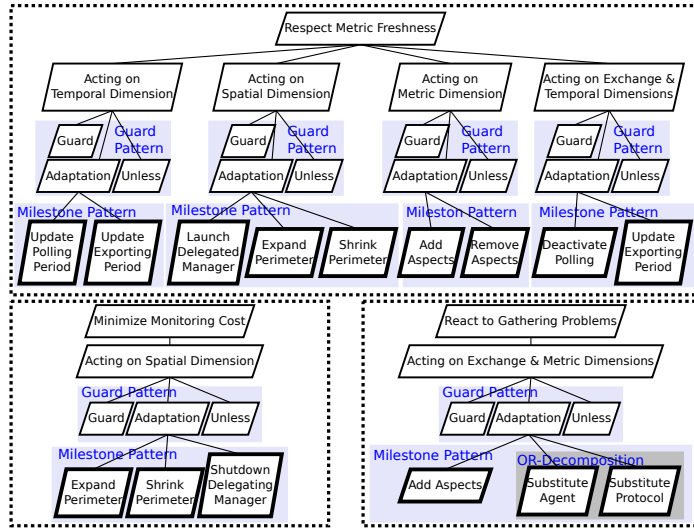 Respect Metric Freshness
Acting on
Temporal Dimension
Acting on
Spatial Dimension
Acting on
Metric Dimension
Acting on Exchange &
Temporal Dimensions
Guard
Guard
Pattern
Adaptation
Unless
Guard
Guard
Pattern
Adaptation
Unless
Guard
Guard
Pattern
Adaptation
Unless
Guard
Guard
Pattern
Adaptation
Unless
Milestone Pattern
Update
Polling
Period
Update
Exporting
Period
Milestone Pattern
Launch
Delegated
Manager
Expand
Perimeter
Shrink
Perimeter
Mileston Pattern
Add
Aspects
Remove
Aspects
Milestone Pattern
Deactivate
Polling
Update
Exporting
Period
Minimize Monitoring Cost
Acting on Spatial Dimension
Guard Pattern
Guard
Adaptation
Unless
Milestone Pattern
Expand
Perimeter
Shrink
Perimeter
Shutdown
Delegating
Manager
React to Gathering Problems
Acting on Exchange & Metric Dimensions
Guard Pattern
Guard
Adaptation
Unless
Milestone Pattern
Add Aspects
OR-Decomposition
Substitute
Agent
Substitute
Protocol